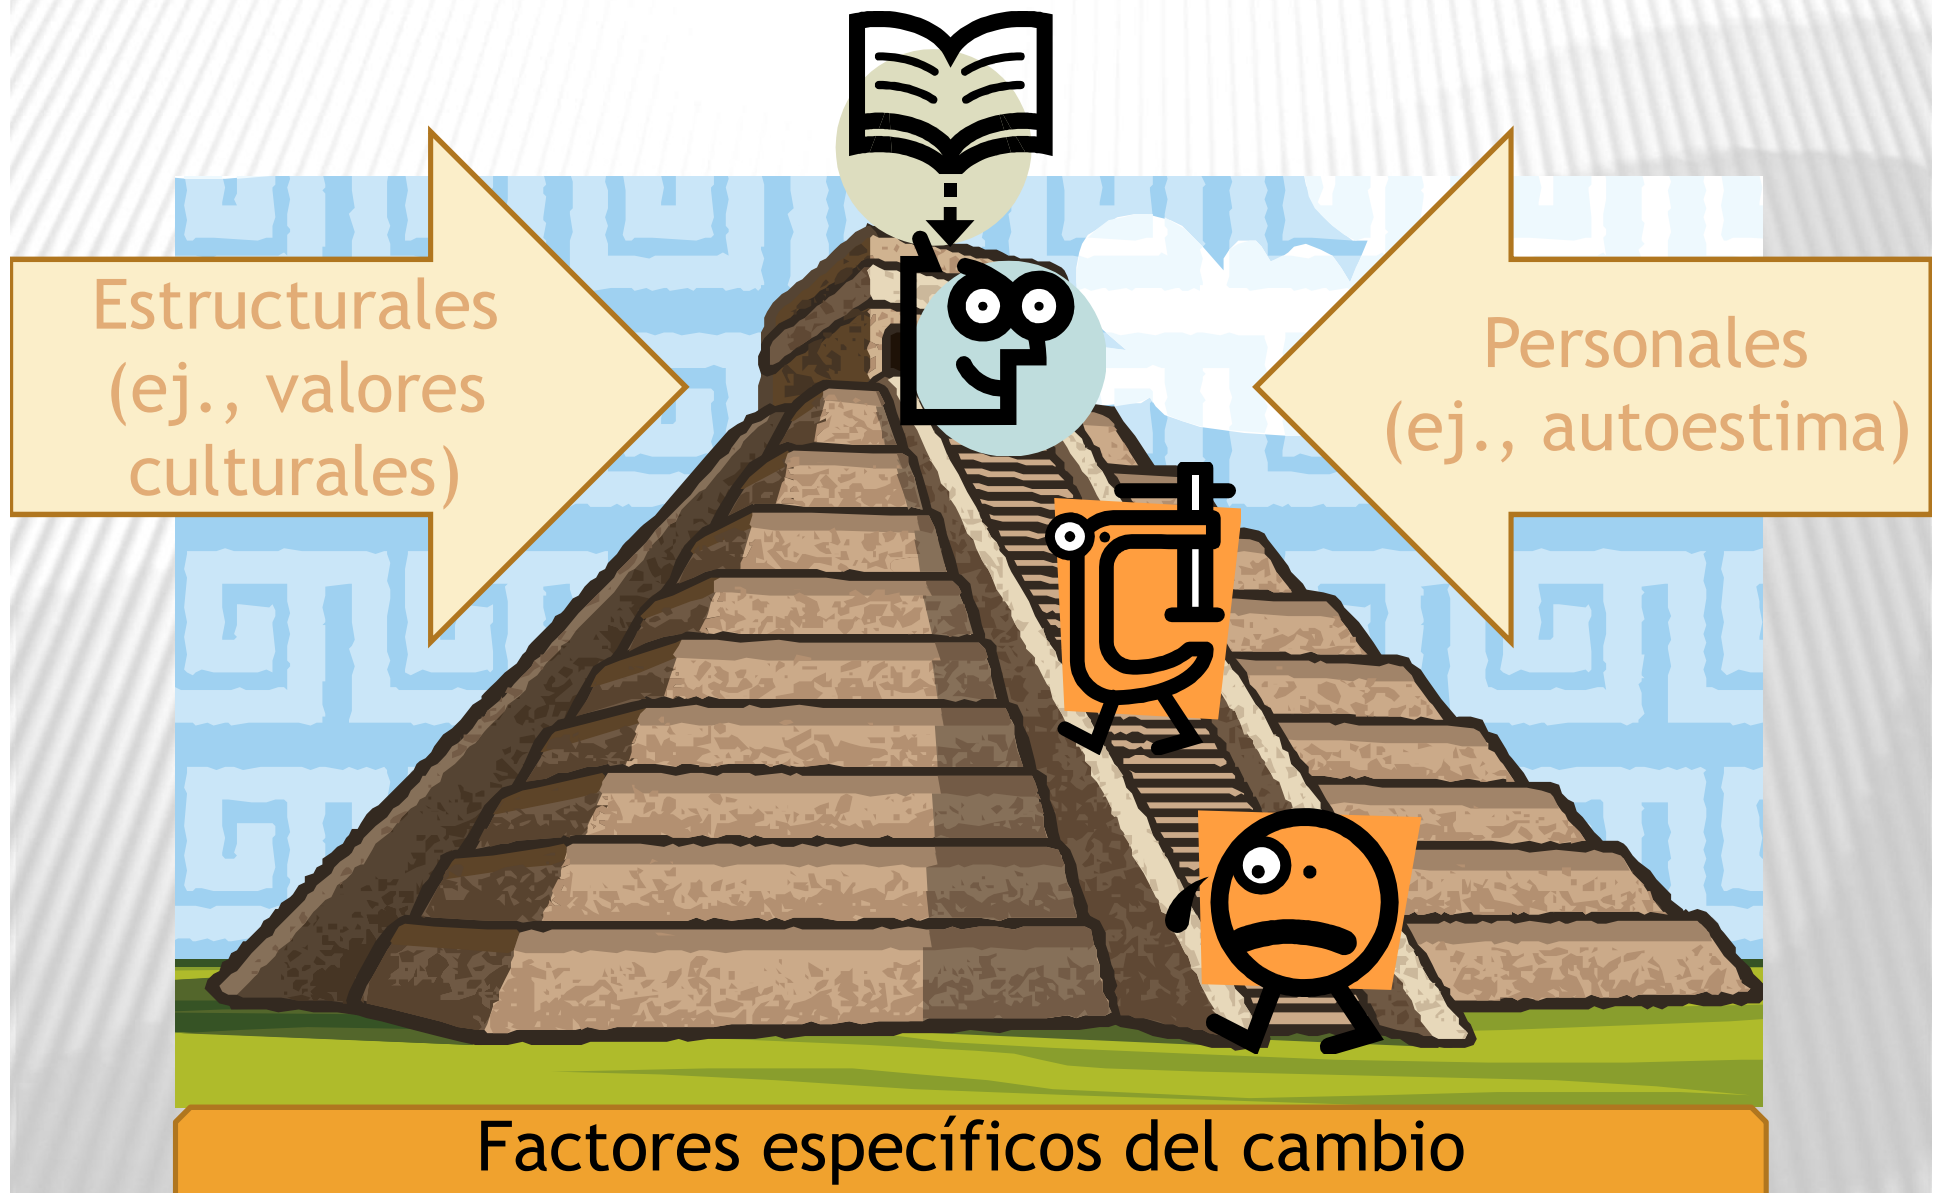 Estructurales
(ej., valores
culturales)
Personales
(ej., autoestima)
Factores específicos del cambio